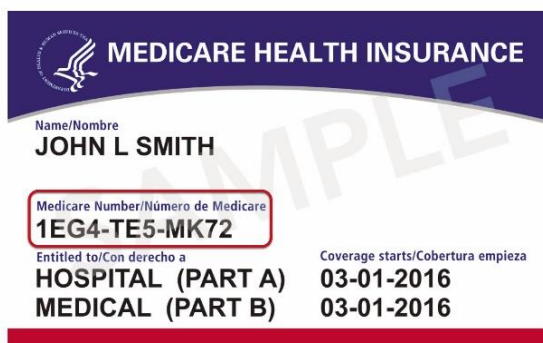 MEDICARE HEALTH INSURANCE
Name/Nombre
JOHN L SMITH
Medicare Number/Número de Medicare
1EG4-TE5-MK72
Entitled to/Con derecho a Coverage starts/Cobertura empieza
HOSPITAL (PART A) 03-01-2016
MEDICAL (PART B) 03-01-2016
SAMPLE